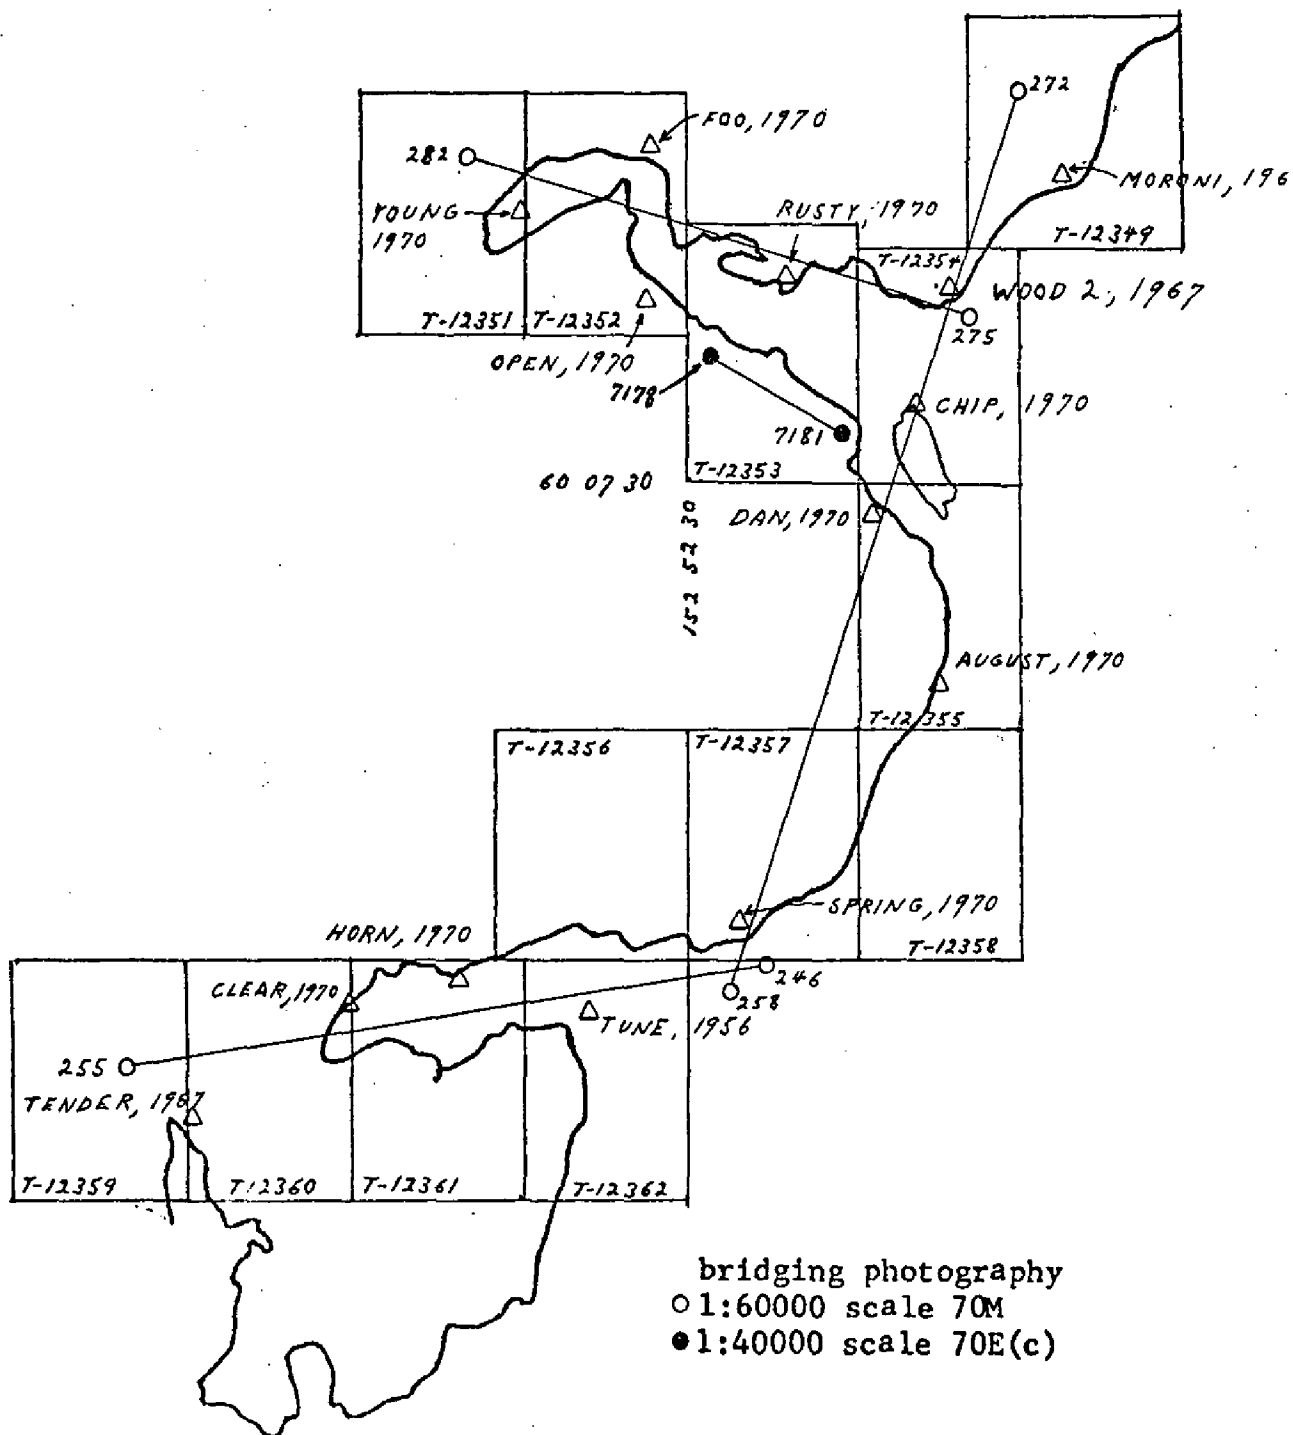 272
FOO, 1970
282
MORONI, 196
YOUNG
1970
RUSTY, 1970
T-12349
T-12354
WOOD 2, 1967
T-12351
T-12352
275
OPEN, 1970
7178
CHIP, 1970
7181
T-12353
60 07 30
152 52 30
DAN, 1970
AUGUST, 1970
T-12355
T-12356
T-12357
SPRING, 1970
HORN, 1970
T-12358
246
CLEAR, 1970
258
TUNE, 1956
255
TENDER, 1967
T-12359
T-12360
T-12361
T-12362
bridging photography
1:60000 scale 70M
1:40000 scale 70E(c)